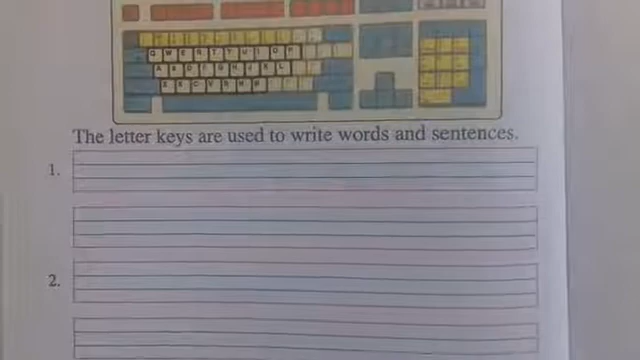 Q W E R T Y U I O P
The letter keys are used to write words and sentences.
1.
2.